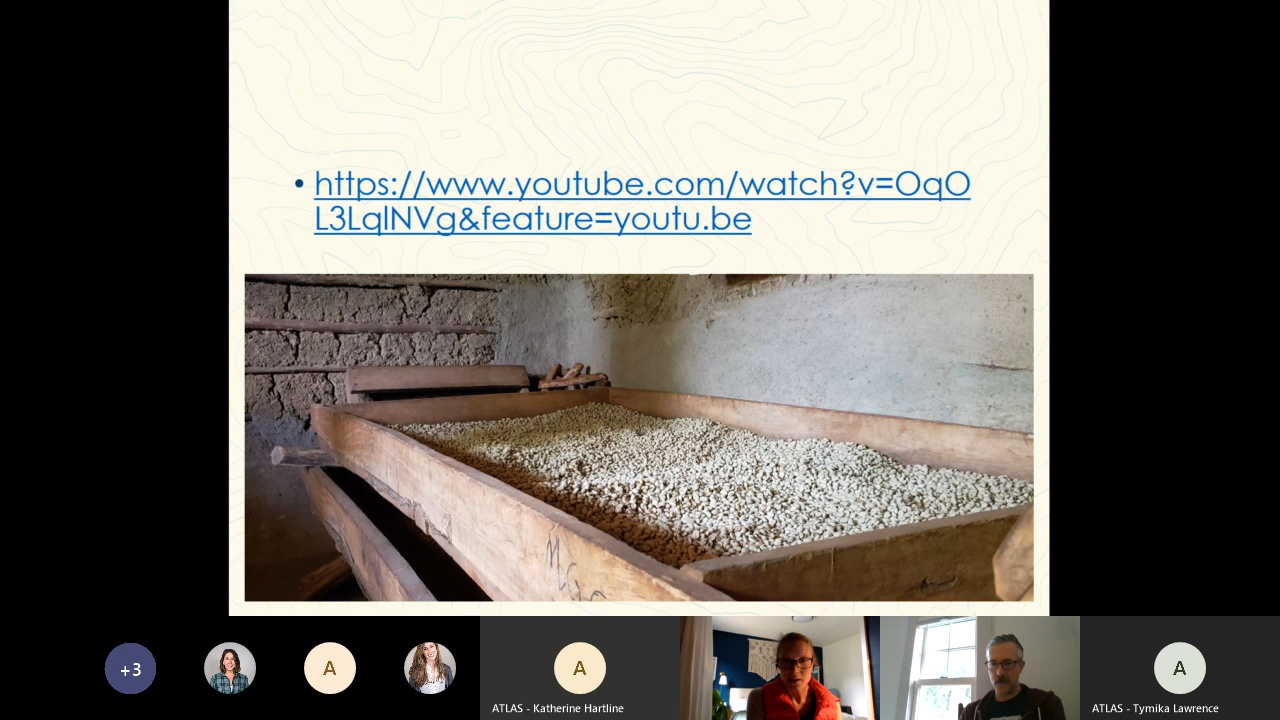 • https://www.youtube.com/watch?v=OqO
L3LqlNVg&feature=youtu.be
+3
A
A
A
ATLAS - Katherine Hartline
ATLAS - Tymika Lawrence